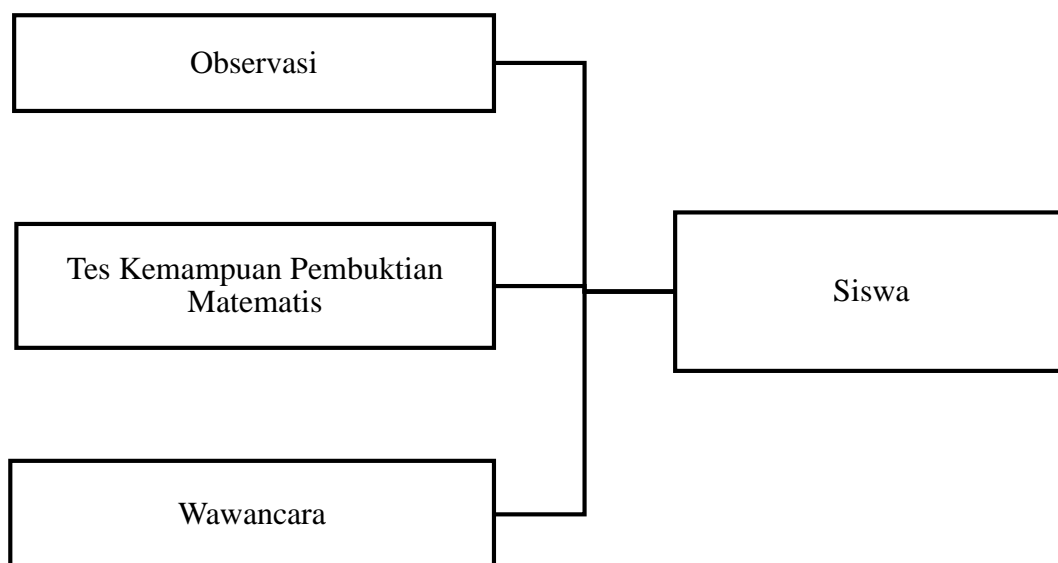 Observasi
Tes Kemampuan Pembuktian
Matematis
Siswa
Wawancara